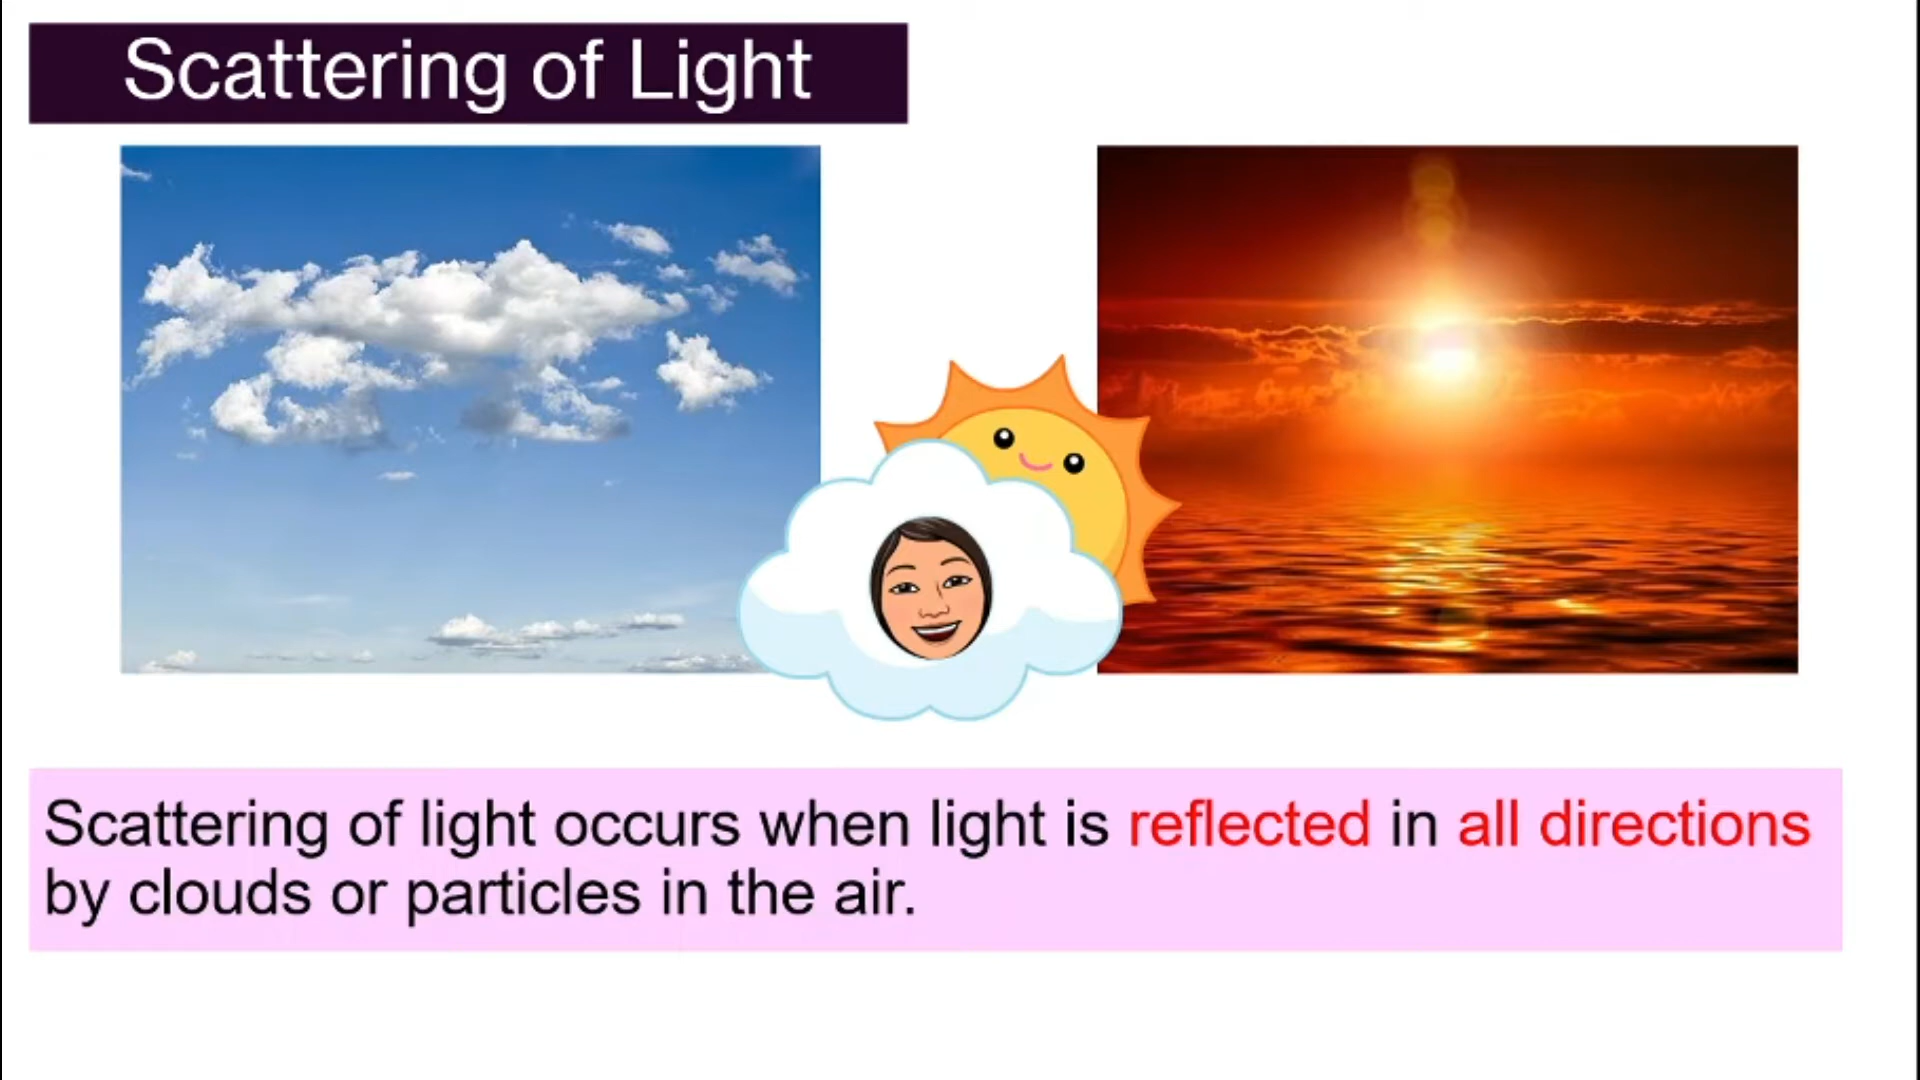 Scattering of Light
Scattering of light occurs when light is reflected in all directions
by clouds or particles in the air.